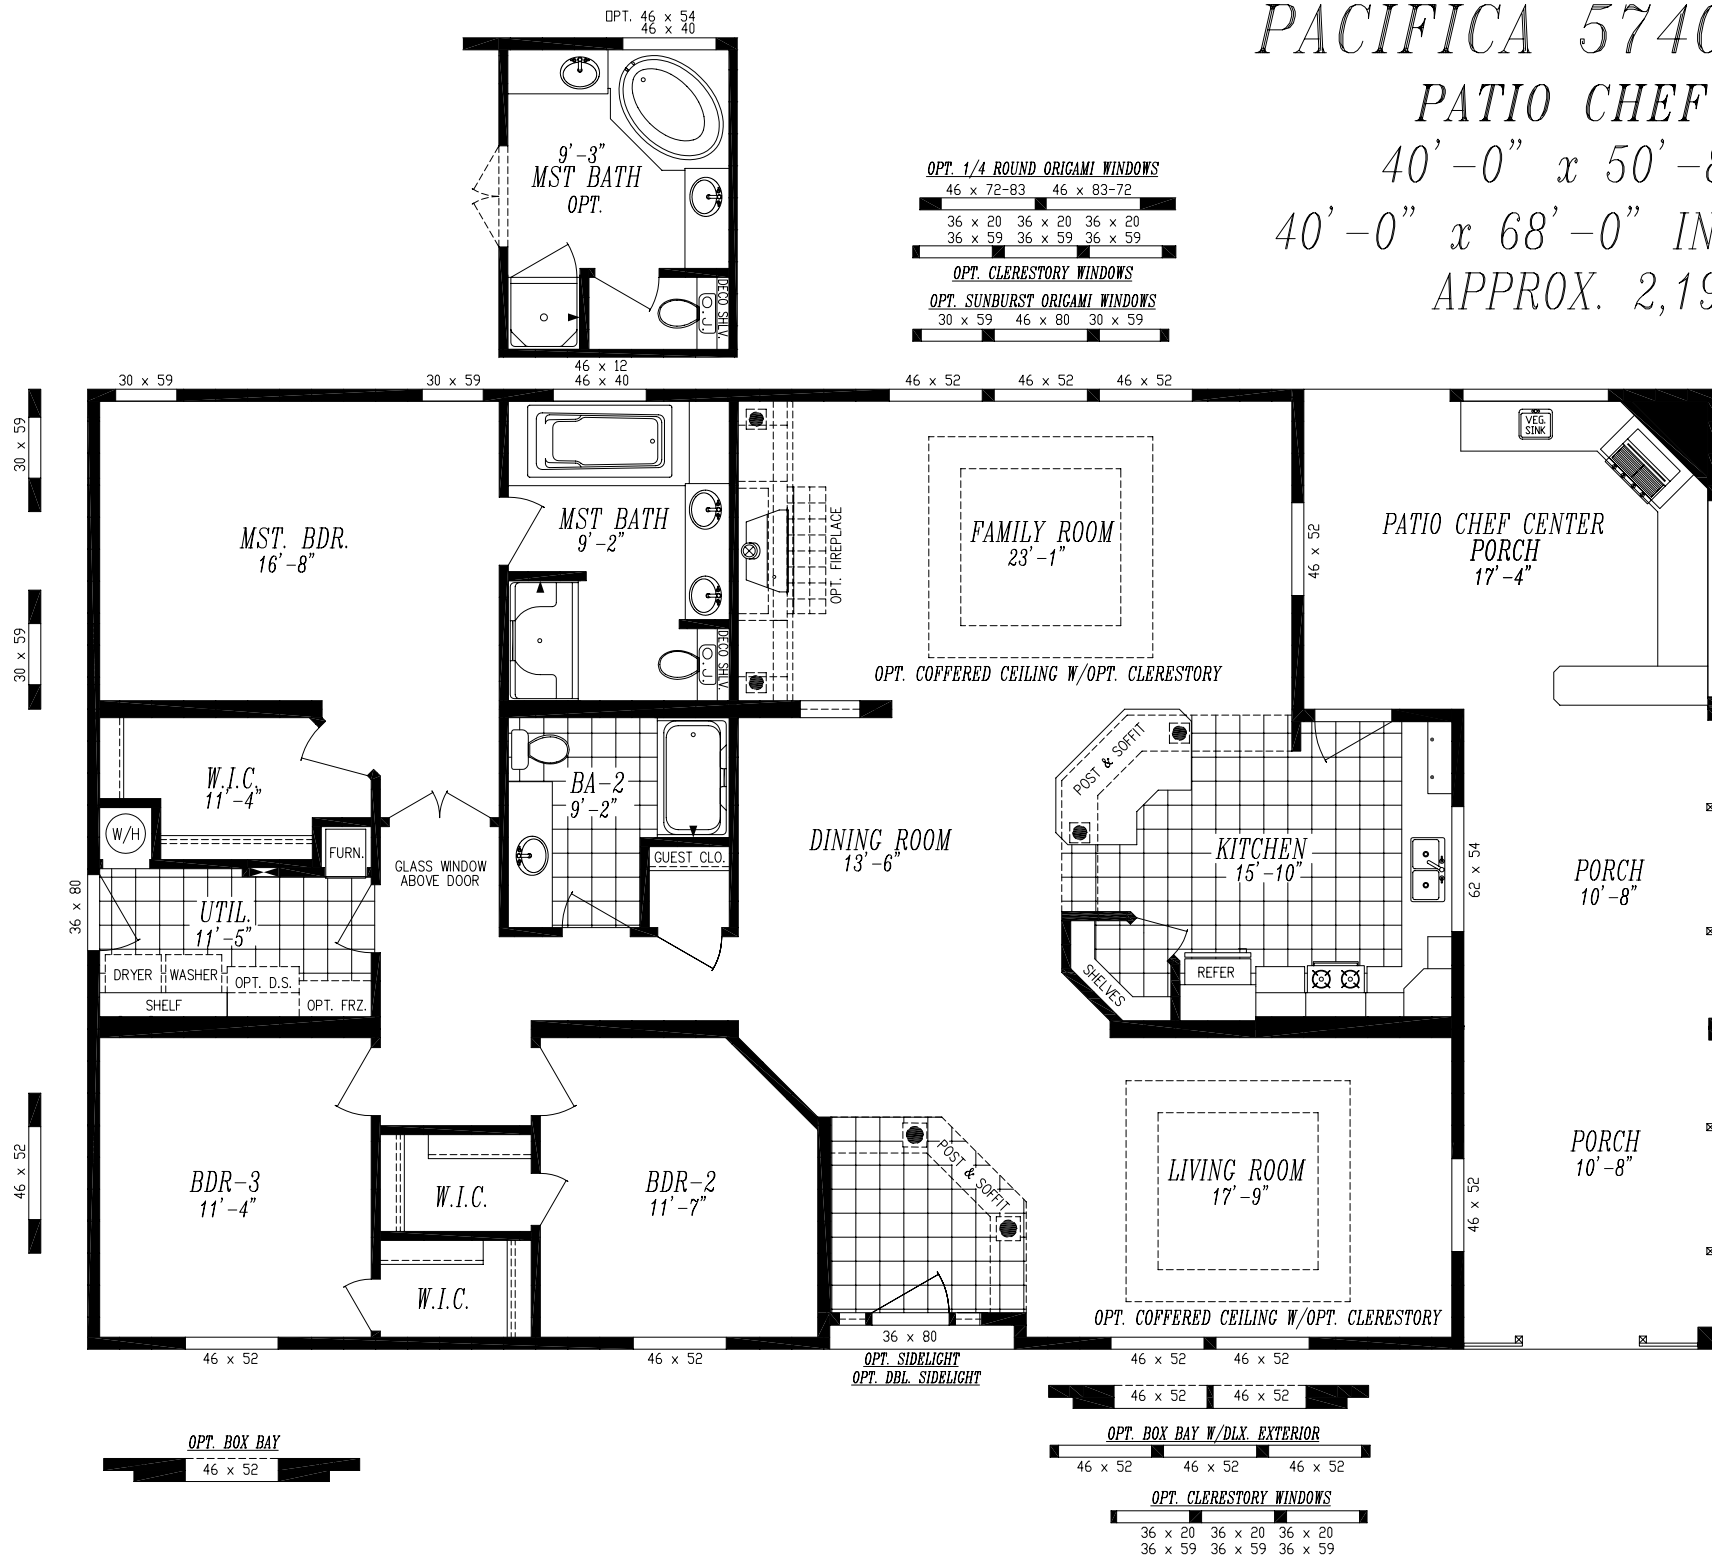 OPT. 46 x 54
46 x 40
PACIFICA 5740
PATIO CHEF
40'-0" x 50'-8
40'-0" x 68'-0" IN
APPROX. 2,19
9'-3"
MST BATH
OPT.
DECO SHLV.
O.J.
OPT. 1/4 ROUND ORIGAMI WINDOWS
46 x 72-83 46 x 83-72
36 x 20 36 x 20 36 x 20
36 x 59 36 x 59 36 x 59
OPT. CLERESTORY WINDOWS
OPT. SUNBURST ORIGAMI WINDOWS
30 x 59 46 x 80 30 x 59
30 x 59
30 x 59
46 x 12
46 x 40
46 x 52 46 x 52 46 x 52
30 x 59
30 x 59
MST. BDR.
16'-8"
MST BATH
9'-2"
DECO SHLV.
O.J.
OPT. FIREPLACE
FAMILY ROOM
23'-1"
OPT. COFFERED CEILING W/OPT. CLERESTORY
46 x 52
VEG.
SINK
PATIO CHEF CENTER
PORCH
17'-4"
W.I.C.
11'-4"
W/H
FURN.
GLASS WINDOW
ABOVE DOOR
BA-2
9'-2"
GUEST CLO.
DINING ROOM
13'-6"
POST & SOFFIT
KITCHEN
15'-10"
62 x 54
PORCH
10'-8"
36 x 80
UTIL.
11'-5"
DRYER
WASHER
OPT. D.S.
SHELF
OPT. FRZ.
SHELVES
REFER
46 x 52
BDR-3
11'-4"
W.I.C.
W.I.C.
BDR-2
11'-7"
POST & SOFFIT
LIVING ROOM
17'-9"
OPT. COFFERED CEILING W/OPT. CLERESTORY
46 x 52
PORCH
10'-8"
46 x 52
46 x 52
36 x 80
OPT. SIDELIGHT
OPT. DBL. SIDELIGHT
46 x 52 46 x 52
46 x 52 46 x 52
OPT. BOX BAY W/DLX. EXTERIOR
46 x 52 46 x 52 46 x 52
OPT. CLERESTORY WINDOWS
36 x 20 36 x 20 36 x 20
36 x 59 36 x 59 36 x 59
OPT. BOX BAY
46 x 52